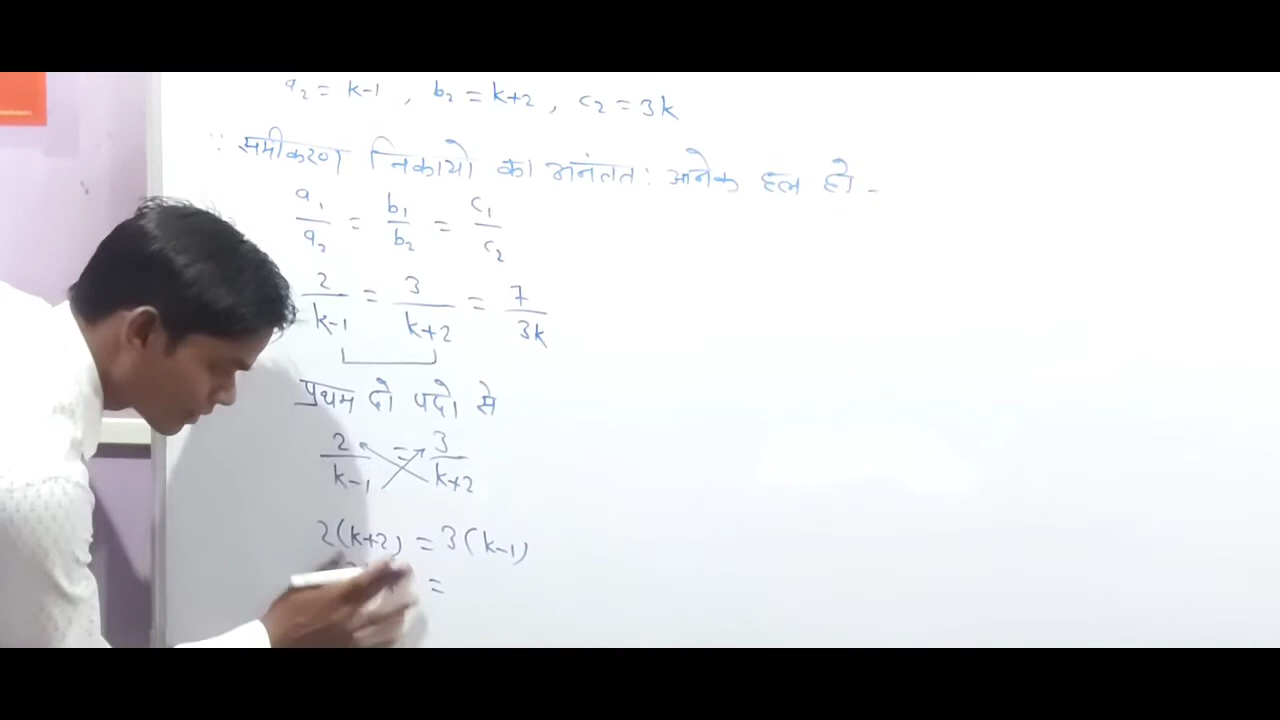 a₂ = k-1 , b₂ = k+2 , c₂ = 3k
∵ समीकरण निकायो का अनंततः अनेक हल हो -
a₁/a₂ = b₁/b₂ = c₁/c₂
2/k-1 = 3/k+2 = 7/3k
प्रथम दो पदो से
2/k-1 = 3/k+2
2(k+2) = 3(k-1)
=